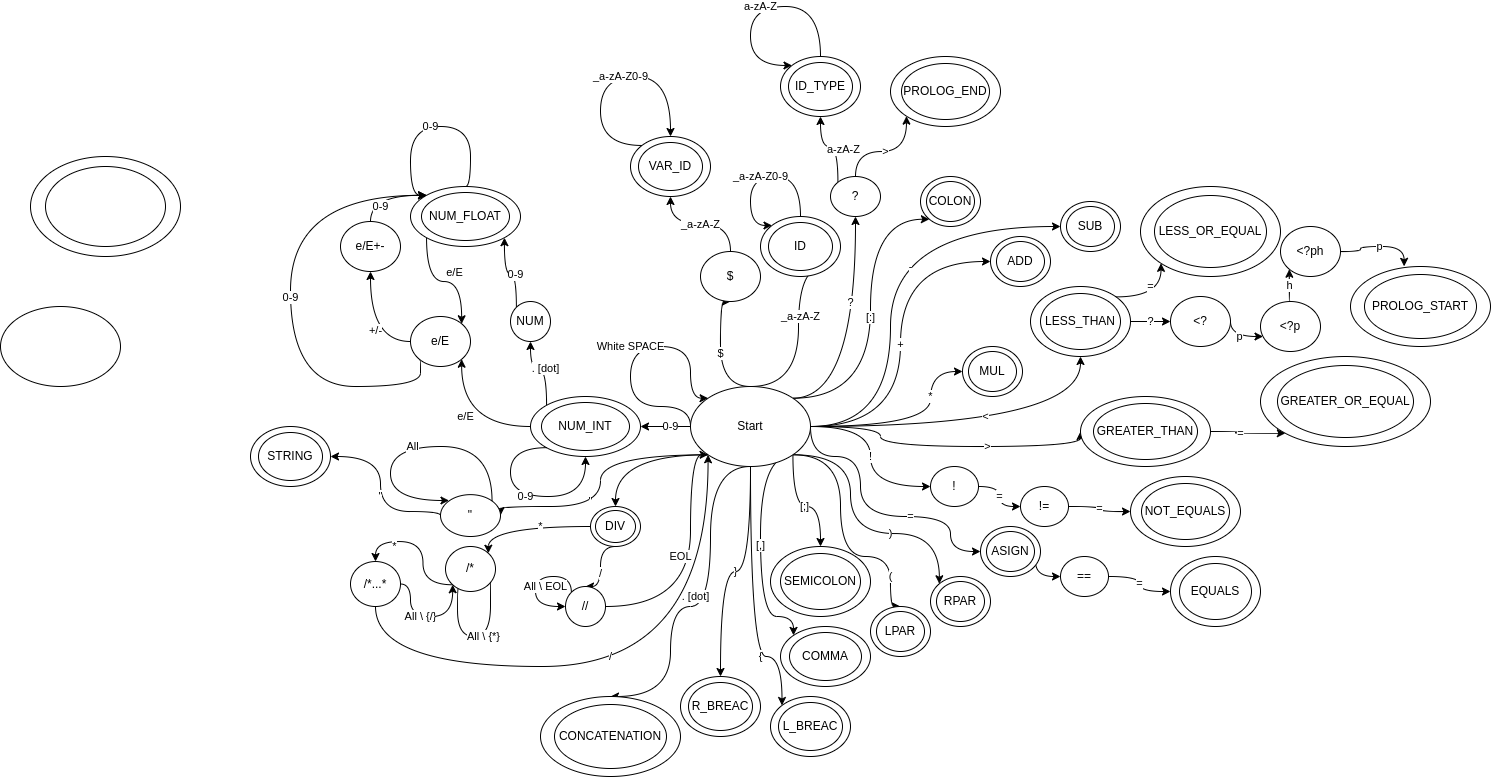 a-zA-Z
_a-zA-Z0-9
ID_TYPE
PROLOG_END
0-9
a-zA-Z
>
VAR_ID
_a-zA-Z0-9
?
COLON
0-9
NUM_FLOAT
_a-zA-Z
ID
SUB
LESS_OR_EQUAL
e/E+-
e/E
0-9
$
-
ADD
<?ph
p
PROLOG_START
0-9
?
[:]
_a-zA-Z
=
h
+/-
e/E
NUM
LESS_THAN
?
<?
p
<?p
White SPACE
$
+
. [dot]
MUL
*
e/E
NUM_INT
0-9
Start
<
GREATER_OR_EQUAL
GREATER_THAN
=
>
All
STRING
!
"
0-9
"
!
=
!=
=
NOT_EQUALS
[;]
=
*
DIV
)
ASIGN
*
EOL
/*...*
/*
/
All \ EOL
//
SEMICOLON
(
==
=
EQUALS
All \ {/}
All \ {*}
. [dot]
}
[,]
RPAR
LPAR
/
{
COMMA
CONCATENATION
R_BREAC
L_BREAC